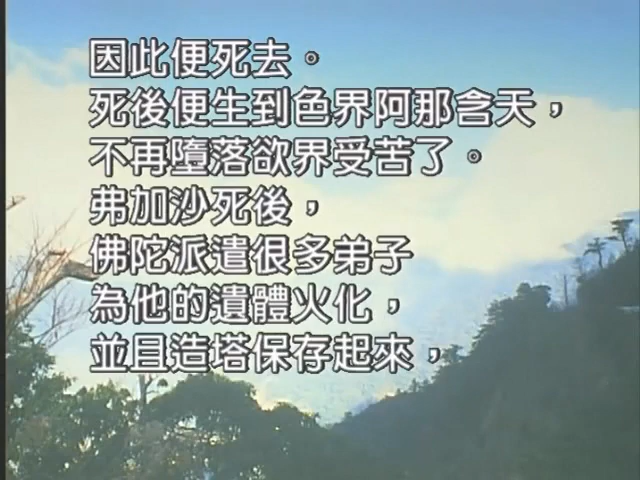 因此便死去。
死後便生到色界阿那含天，
不再墮落欲界受苦了。
弗加沙死後，
佛陀派遣很多弟子
為他的遺體火化，
並且造塔保存起來，